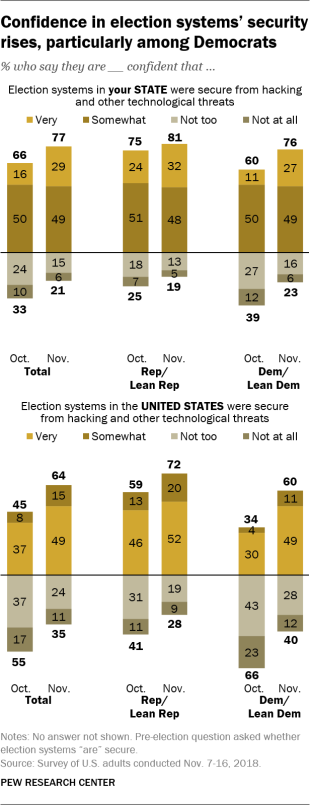 Confidence in election systems' security
rises, particularly among Democrats
% who say they are __ confident that ...
Election systems in your STATE were secure from hacking
and other technological threats
Very Somewhat Not too Not at all
66 77 75 81 60 76
16 29 24 32 11 27
50 49 51 48 50 49
24 15 18 13 27 16
10 6 7 5 12 6
33 21 25 19 39 23
Oct. Nov. Oct. Nov. Oct. Nov.
Total Rep/ Dem/
Lean Rep Lean Dem
Election systems in the UNITED STATES were secure
from hacking and other technological threats
Very Somewhat Not too Not at all
45 64 59 72 34 60
8 15 13 20 4 11
37 49 46 52 30 49
37 24 31 19 43 28
17 11 11 9 23 12
55 35 41 28 66 40
Oct. Nov. Oct. Nov. Oct. Nov.
Total Rep/ Dem/
Lean Rep Lean Dem
Notes: No answer not shown. Pre-election question asked whether
election systems "are" secure.
Source: Survey of U.S. adults conducted Nov. 7-16, 2018.
PEW RESEARCH CENTER